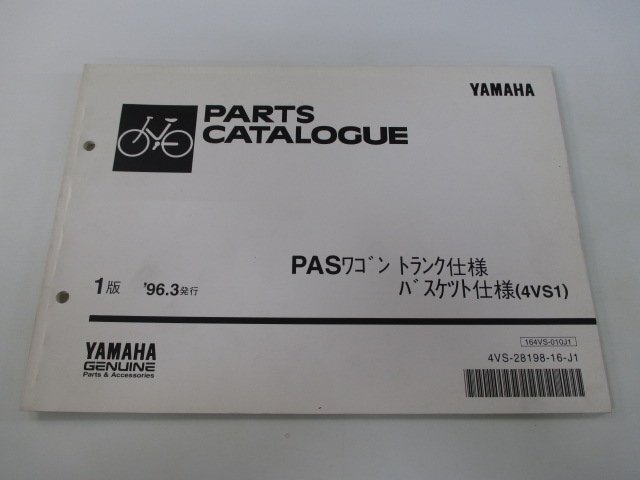 YAMAHA
PARTS
CATALOGUE
PASワゴン トランク仕様
バスケット仕様(4VS1)
1版 '96.3発行
164VS-010J1
4VS-28198-16-J1
YAMAHA
GENUINE
Parts & Accessories